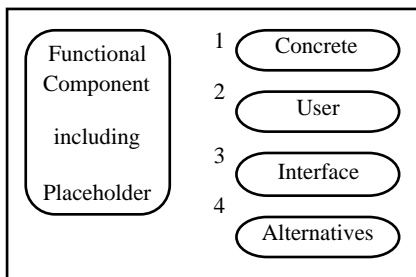 Functional
Component
including
Placeholder
1 Concrete
2 User
3 Interface
4 Alternatives